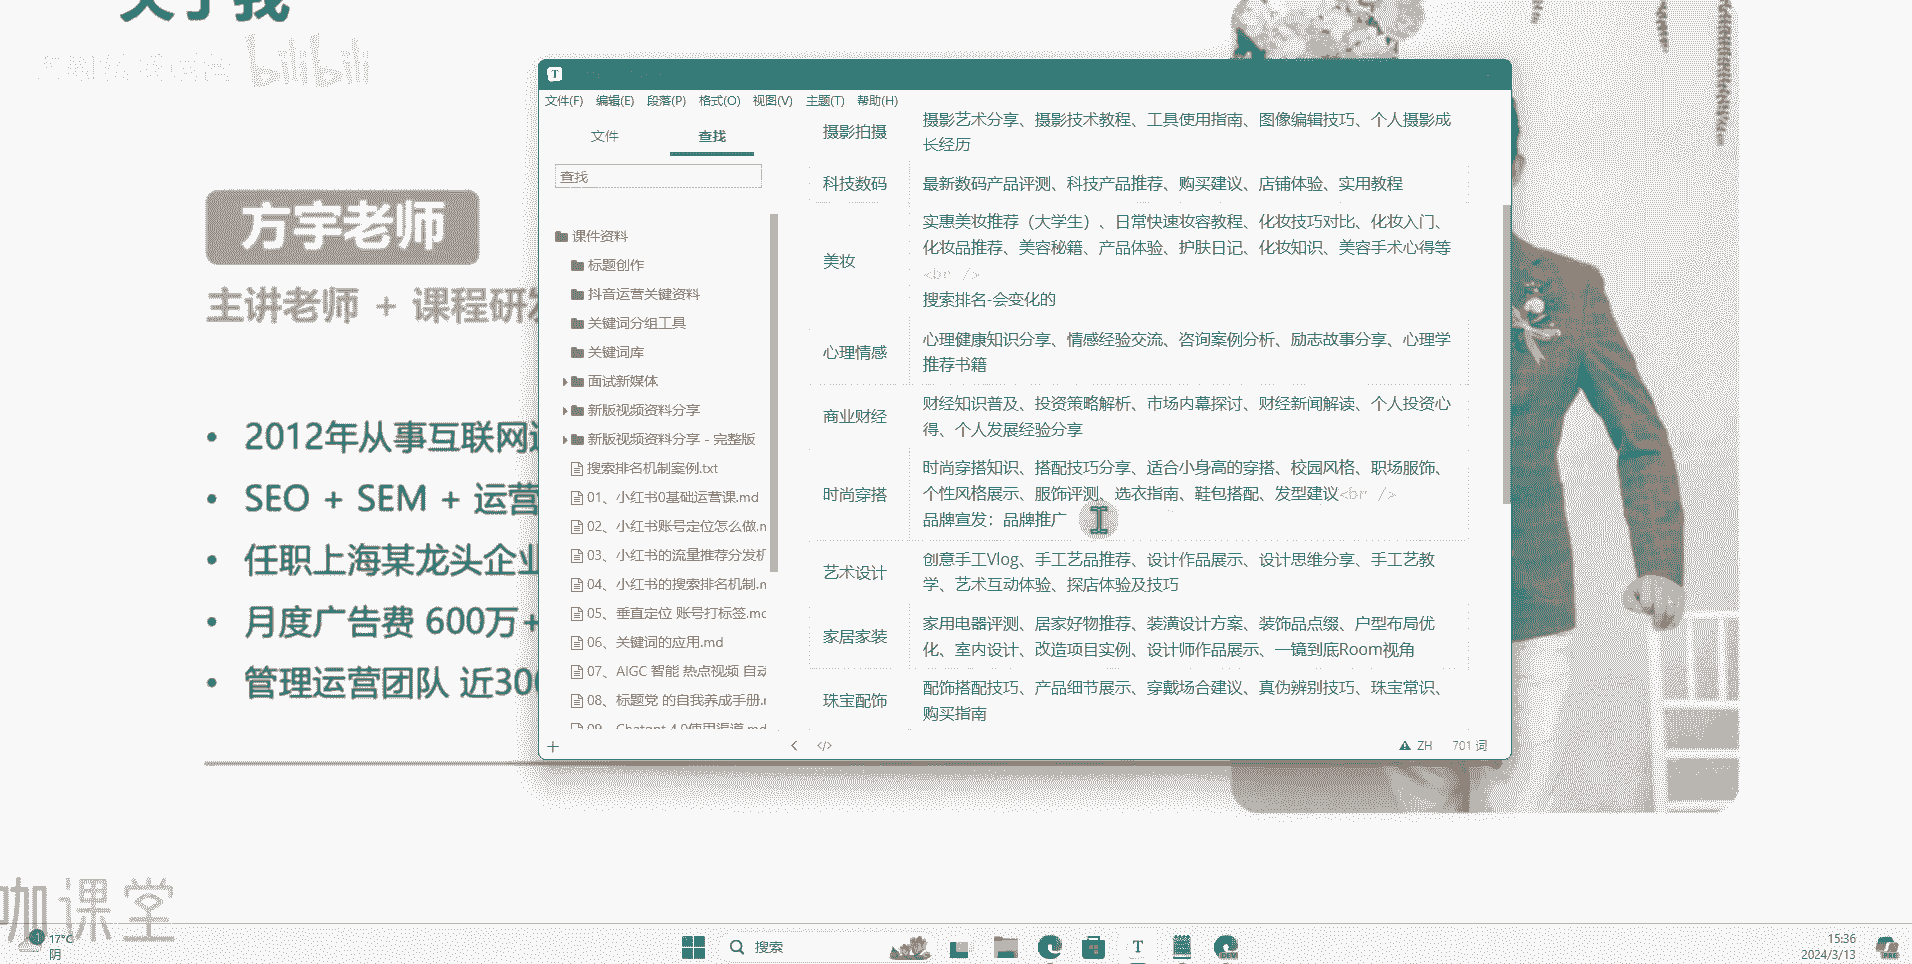 关于我
bilibili
方宇老师
主讲老师 + 课程研发
2012年从事互联网运
SEO + SEM + 运营
任职上海某龙头企业
月度广告费 600万+
管理运营团队 近300
咖课堂
T
文件(F) 编辑(E) 段落(P) 格式(O) 视图(V) 主题(T) 帮助(H)
文件 查找
查找
课件资料
标题创作
抖音运营关键资料
关键词分组工具
关键词库
面试新媒体
新版视频资料分享
新版视频资料分享 - 完整版
搜索排名机制案例.txt
01、小红书0基础运营课.md
02、小红书账号定位怎么做.n
03、小红书的流量推荐分发机
04、小红书的搜索排名机制.n
05、垂直定位 账号打标签.mc
06、关键词的应用.md
07、AIGC 智能 热点视频 自动
08、标题党 的自我养成手册.r
09、Chatgpt 4.0使用渠道.md
摄影拍摄
摄影艺术分享、摄影技术教程、工具使用指南、图像编辑技巧、个人摄影成
长经历
科技数码
最新数码产品评测、科技产品推荐、购买建议、店铺体验、实用教程
美妆
实惠美妆推荐（大学生）、日常快速妆容教程、化妆技巧对比、化妆入门、
化妆品推荐、美容秘籍、产品体验、护肤日记、化妆知识、美容手术心得等
<br />
搜索排名-会变化的
心理情感
心理健康知识分享、情感经验交流、咨询案例分析、励志故事分享、心理学
推荐书籍
商业财经
财经知识普及、投资策略解析、市场内幕探讨、财经新闻解读、个人投资心
得、个人发展经验分享
时尚穿搭
时尚穿搭知识、搭配技巧分享、适合小身高的穿搭、校园风格、职场服饰、
个性风格展示、服饰评测、选衣指南、鞋包搭配、发型建议<br />
品牌宣发：品牌推广
艺术设计
创意手工Vlog、手工艺品推荐、设计作品展示、设计思维分享、手工艺教
学、艺术互动体验、探店体验及技巧
家居家装
家用电器评测、居家好物推荐、装潢设计方案、装饰品点缀、户型布局优
化、室内设计、改造项目实例、设计师作品展示、一镜到底Room视角
珠宝配饰
配饰搭配技巧、产品细节展示、穿戴场合建议、真伪辨别技巧、珠宝常识、
购买指南
ZH 701 词
1
17°C
阴
搜索
T
DEV
15:36
2024/3/13
PRE